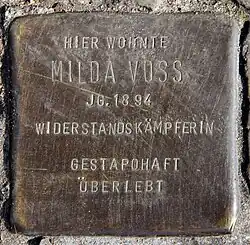 HIER WOHNTE
MILDA VOSS
JG. 1894
WIDERSTANDSKÄMPFERIN
GESTAPOHAFT
ÜBERLEBT